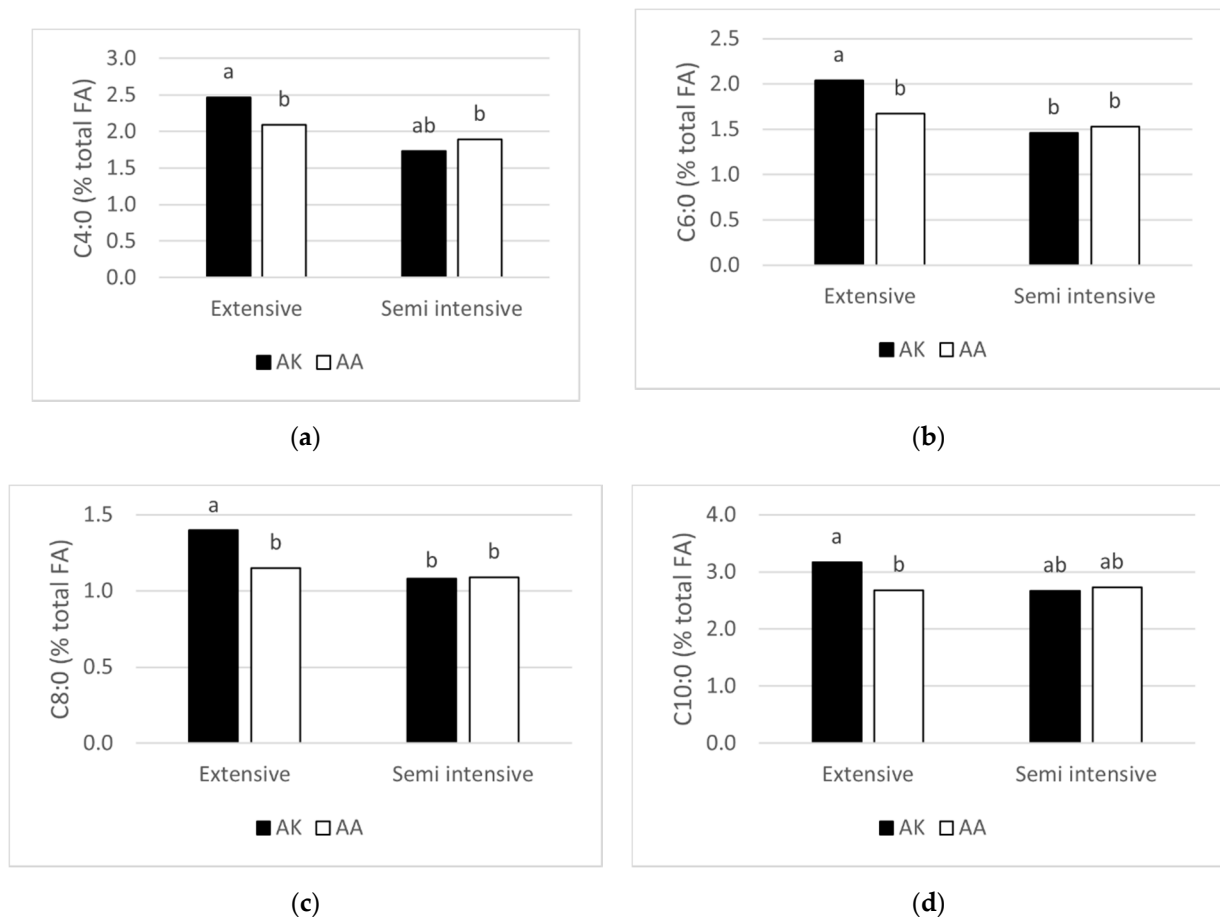 C4:0 (% total FA)
3.0
2.5
2.0
1.5
1.0
0.5
0.0
a
b
ab
b
Extensive
Semi intensive
AK
AA
(a)
C6:0 (% total FA)
2.5
2.0
1.5
1.0
0.5
0.0
a
b
b
b
Extensive
Semi intensive
AK
AA
(b)
C8:0 (% total FA)
1.5
1.0
0.5
0.0
a
b
b
b
Extensive
Semi intensive
AK
AA
(c)
C10:0 (% total FA)
4.0
3.0
2.0
1.0
0.0
a
b
ab
ab
Extensive
Semi intensive
AK
AA
(d)